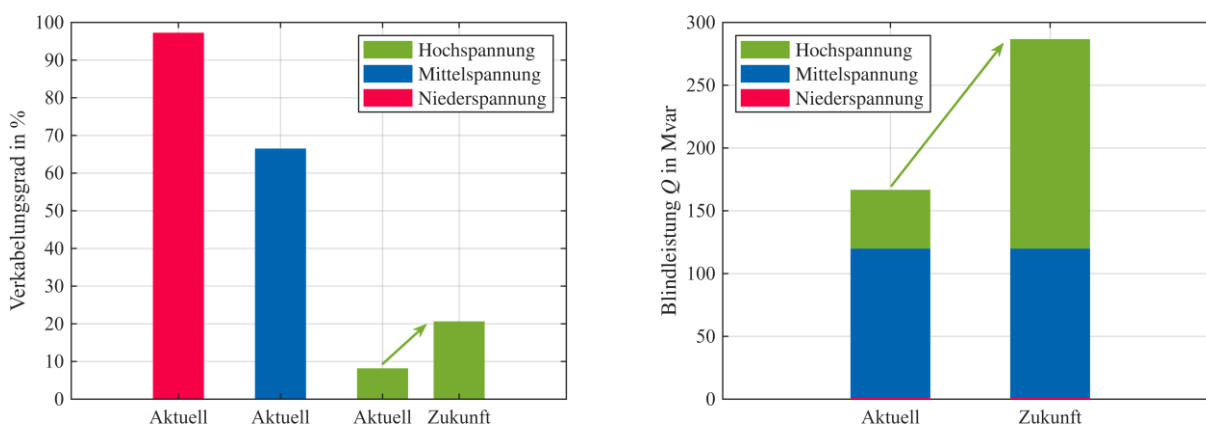 Verkabelungsgrad in %
100
90
80
70
60
50
40
30
20
10
0
Hochspannung
Mittelspannung
Niederspannung
Aktuell
Aktuell
Aktuell
Zukunft
Blindleistung Q in Mvar
300
250
200
150
100
50
0
Hochspannung
Mittelspannung
Niederspannung
Aktuell
Zukunft